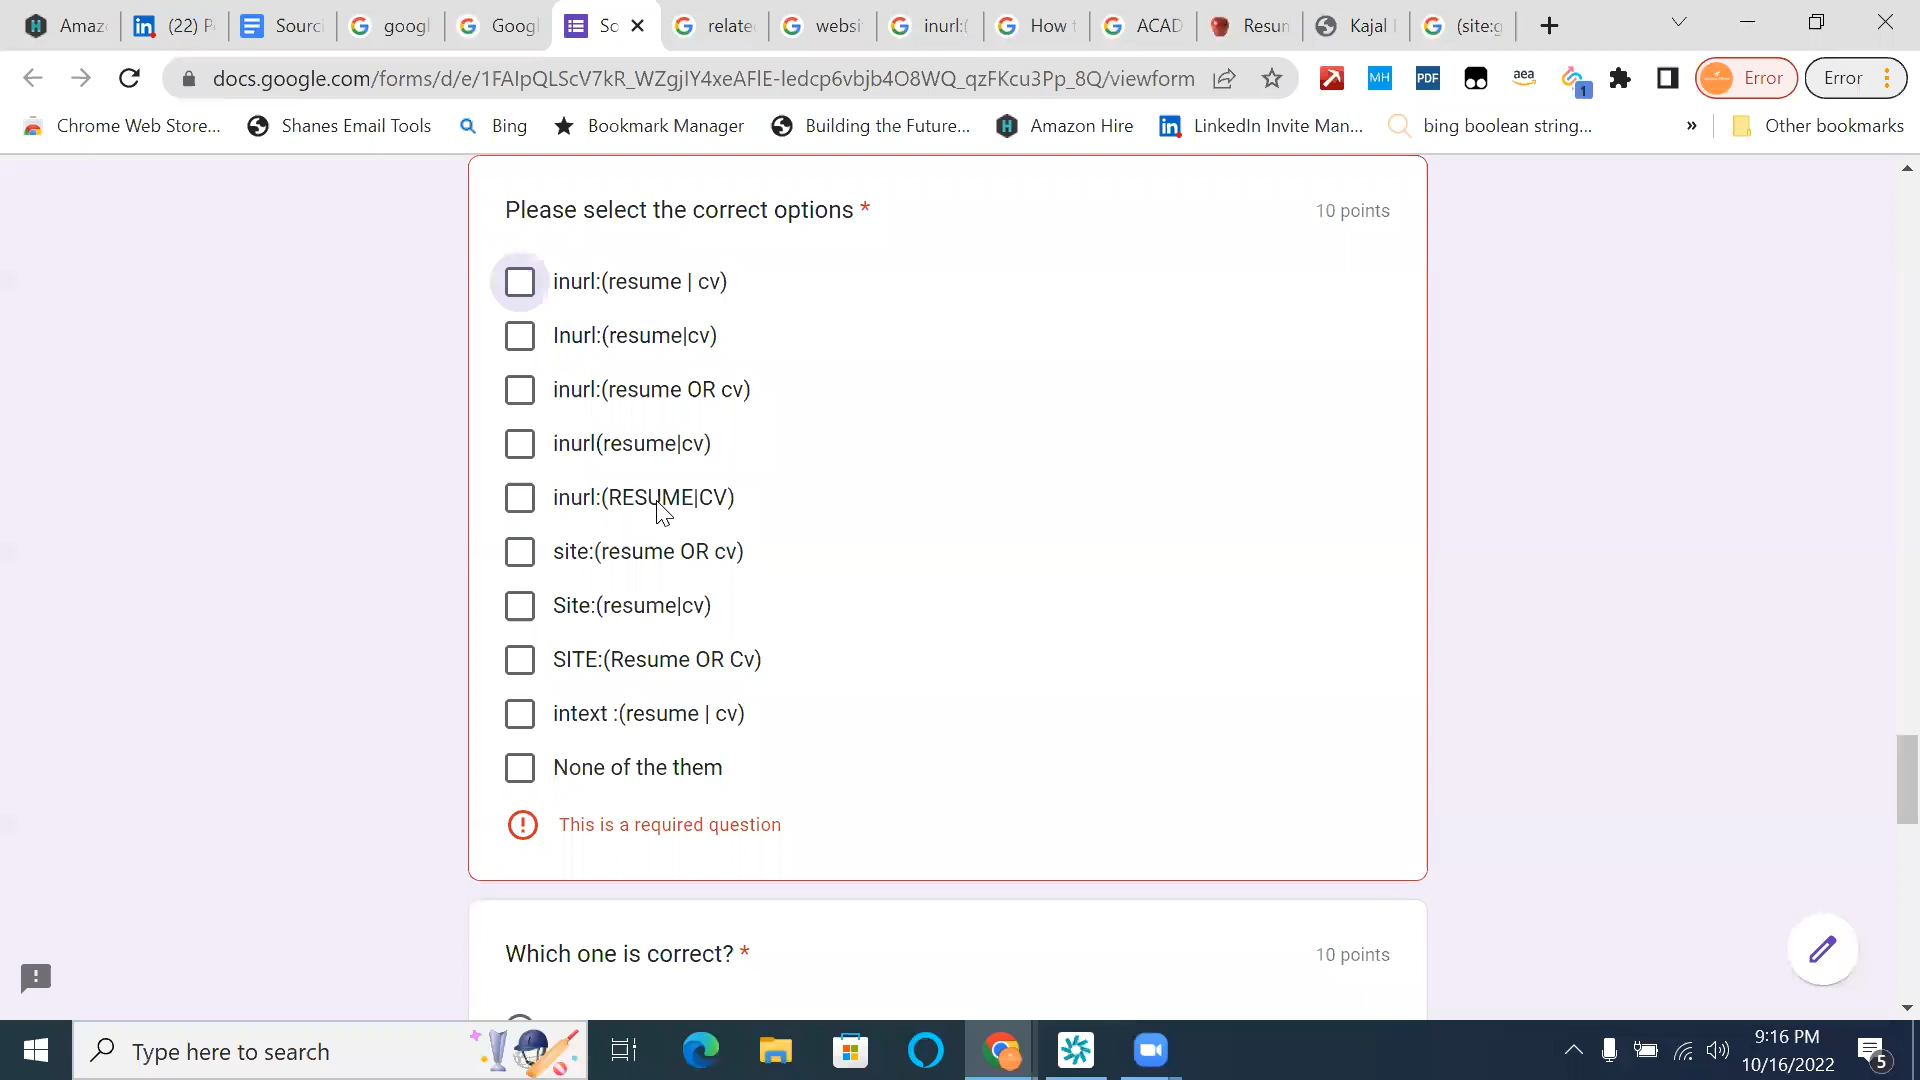 Amaz
(22) P
Sourci
googl
Googl
So
relate
websi
inurl:(
How t
ACAD
Resun
Kajal
(site:g
docs.google.com/forms/d/e/1FAIpQLScV7kR_WZgjlY4xeAFlE-Iedcp6vbjb4O8WQ_qzFKcu3Pp_8Q/viewform
MH
PDF
aea
1
Error
Error
Chrome Web Store...
Shanes Email Tools
Bing
Bookmark Manager
Building the Future...
Amazon Hire
LinkedIn Invite Man...
bing boolean string...
»
Other bookmarks
Please select the correct options *
10 points
inurl:(resume | cv)
Inurl:(resume|cv)
inurl:(resume OR cv)
inurl(resume|cv)
inurl:(RESUME|CV)
site:(resume OR cv)
Site:(resume|cv)
SITE:(Resume OR Cv)
intext :(resume | cv)
None of the them
This is a required question
Which one is correct? *
10 points
Type here to search
9:16 PM
10/16/2022
5